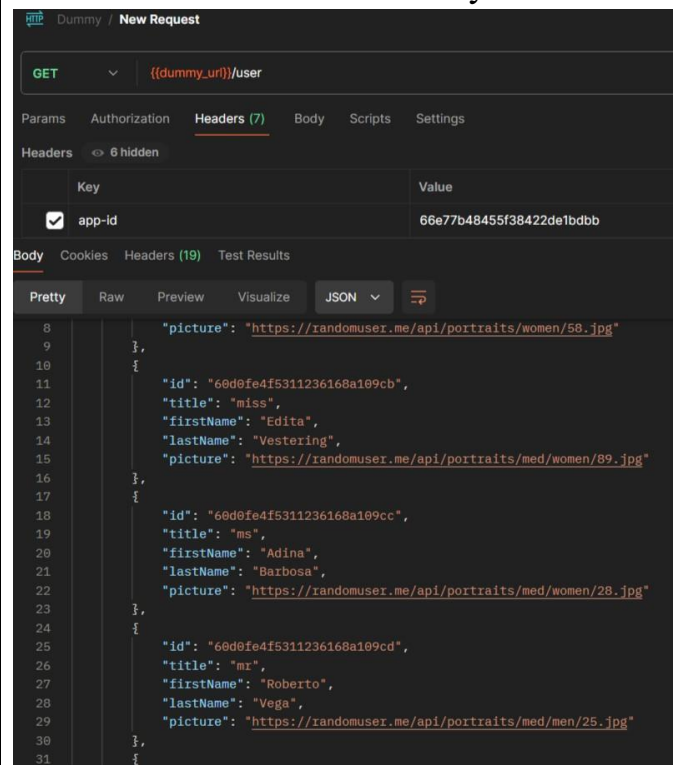 HTTP Dummy / New Request
GET {{dummy_url}}/user
Params Authorization Headers (7) Body Scripts Settings
Headers 6 hidden
Key Value
app-id 66e77b48455f38422de1bdbb
Body Cookies Headers (19) Test Results
Pretty Raw Preview Visualize JSON
8 "picture": "https://randomuser.me/api/portraits/women/58.jpg"
9 },
10 {
11 "id": "60d0fe4f5311236168a109cb",
12 "title": "miss",
13 "firstName": "Edita",
14 "lastName": "Vestering",
15 "picture": "https://randomuser.me/api/portraits/med/women/89.jpg"
16 },
17 {
18 "id": "60d0fe4f5311236168a109cc",
19 "title": "ms",
20 "firstName": "Adina",
21 "lastName": "Barbosa",
22 "picture": "https://randomuser.me/api/portraits/med/women/28.jpg"
23 },
24 {
25 "id": "60d0fe4f5311236168a109cd",
26 "title": "mr",
27 "firstName": "Roberto",
28 "lastName": "Vega",
29 "picture": "https://randomuser.me/api/portraits/med/men/25.jpg"
30 },
31 {